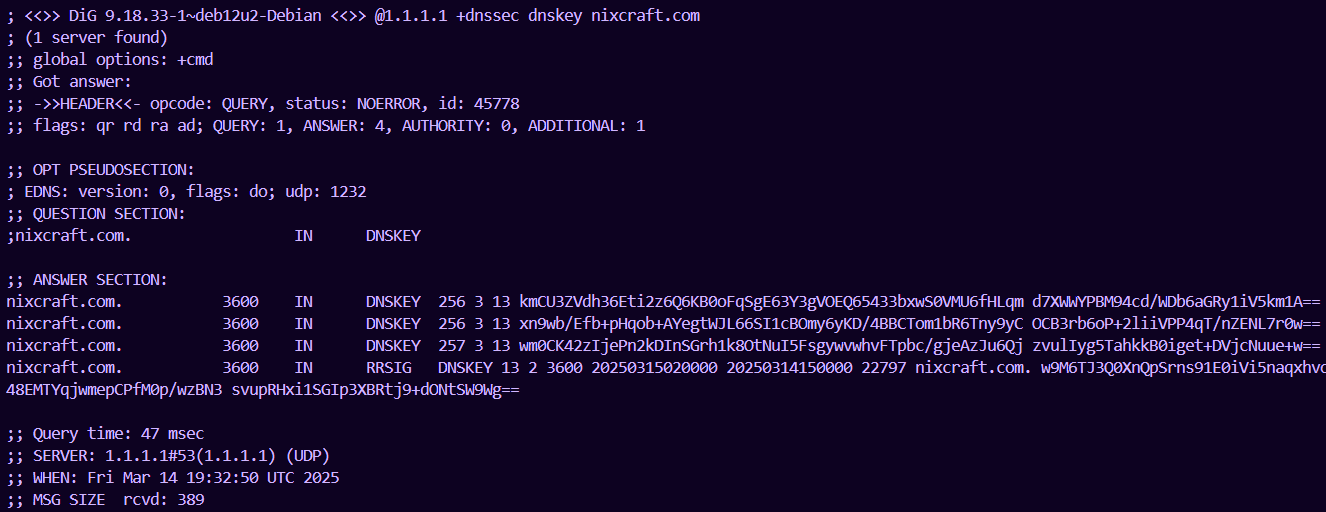 ; <<>> DiG 9.18.33-1~deb12u2-Debian <<>> @1.1.1.1 +dnssec dnskey nixcraft.com
; (1 server found)
;; global options: +cmd
;; Got answer:
;; ->>HEADER<<- opcode: QUERY, status: NOERROR, id: 45778
;; flags: qr rd ra ad; QUERY: 1, ANSWER: 4, AUTHORITY: 0, ADDITIONAL: 1
;; OPT PSEUDOSECTION:
; EDNS: version: 0, flags: do; udp: 1232
;; QUESTION SECTION:
;nixcraft.com. IN DNSKEY
;; ANSWER SECTION:
nixcraft.com. 3600 IN DNSKEY 256 3 13 kmCU3ZVdh36Eti2z6Q6KB0oFqSgE63Y3gVOEQ65433bxwS0VMU6fHLqm d7XWWYPBM94cd/WDb6aGRy1iV5km1A==
nixcraft.com. 3600 IN DNSKEY 256 3 13 xn9wb/Efb+pHqob+AYegtWJL66SI1cBOmy6yKD/4BBCTom1bR6Tny9yC OCB3rb6oP+2liiVPP4qT/nZENL7r0w==
nixcraft.com. 3600 IN DNSKEY 257 3 13 wm0CK42zIjePn2kDInSGrh1k8OtNuI5FsgywvwhvFTpbc/gjeAzJu6Qj zvulIyg5TahkkB0iget+DVjcNuue+w==
nixcraft.com. 3600 IN RRSIG DNSKEY 13 2 3600 20250315020000 20250314150000 22797 nixcraft.com. w9M6TJ3Q0XnQpSrns91E0iVi5naqxhvc
48EMTYqjwmepCPfM0p/wzBN3 svupRHxi1SGIp3XBRtj9+dONtSW9Wg==
;; Query time: 47 msec
;; SERVER: 1.1.1.1#53(1.1.1.1) (UDP)
;; WHEN: Fri Mar 14 19:32:50 UTC 2025
;; MSG SIZE rcvd: 389